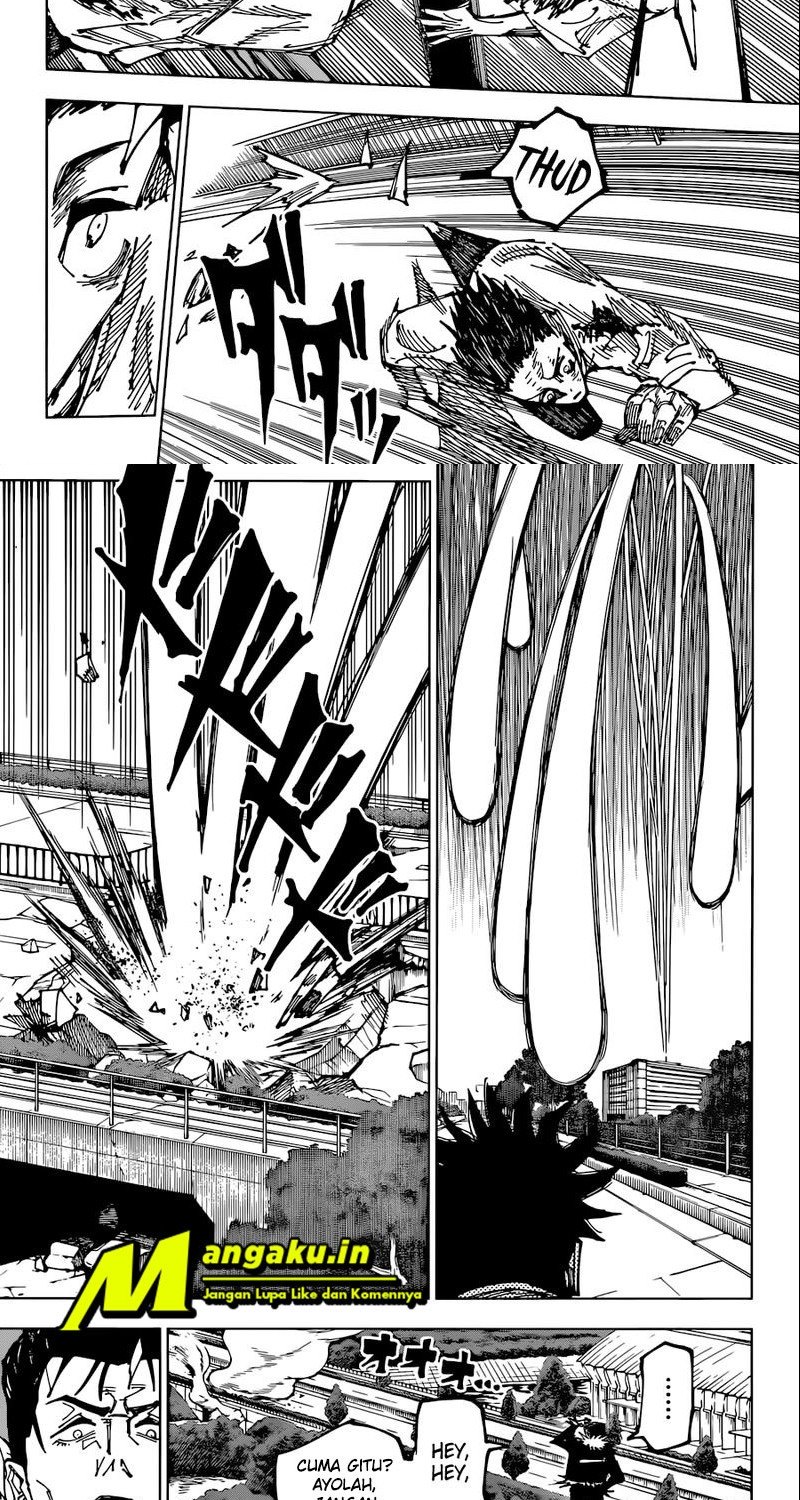 THUD
ダ
ダッ
ドドドド
Mangaku.in
Jangan Lupa Like dan Komennya
......
オオオオ...
HEY,
HEY,
CUMA GITU?
AYOLAH,